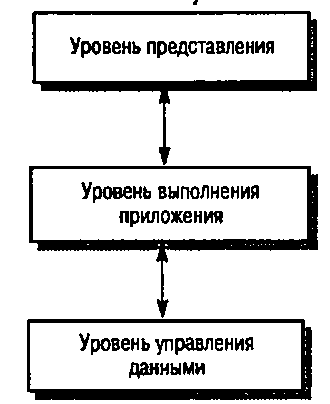 Уровень представления
Уровень выполнения
приложения
Уровень управления
данными